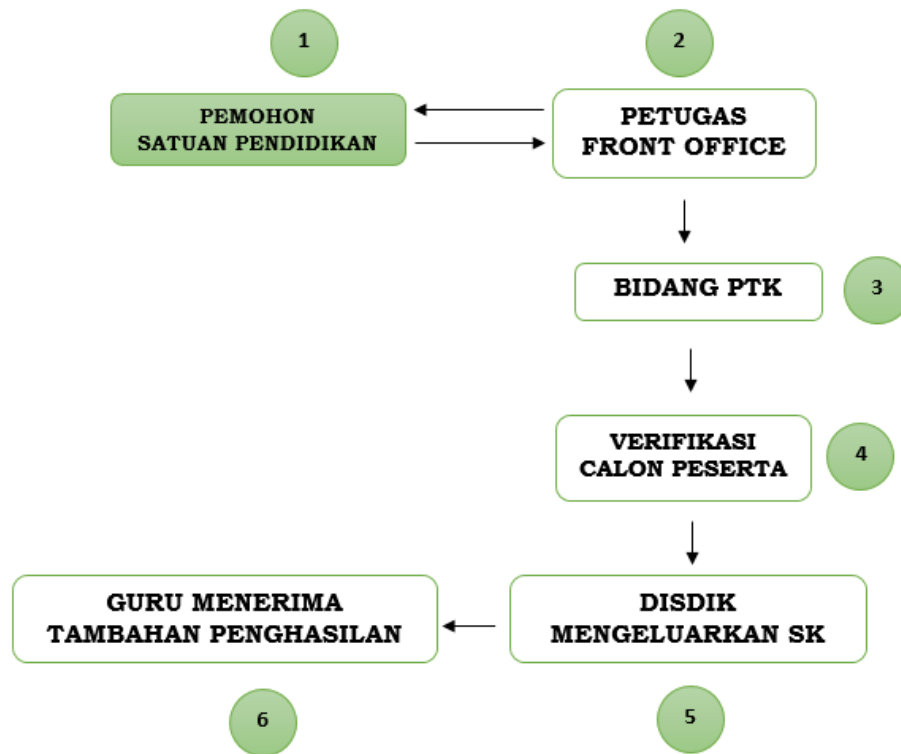 1
2
PEMOHON
SATUAN PENDIDIKAN
PETUGAS
FRONT OFFICE
BIDANG PTK
3
VERIFIKASI
CALON PESERTA
4
GURU MENERIMA
TAMBAHAN PENGHASILAN
DISDIK
MENGELUARKAN SK
6
5